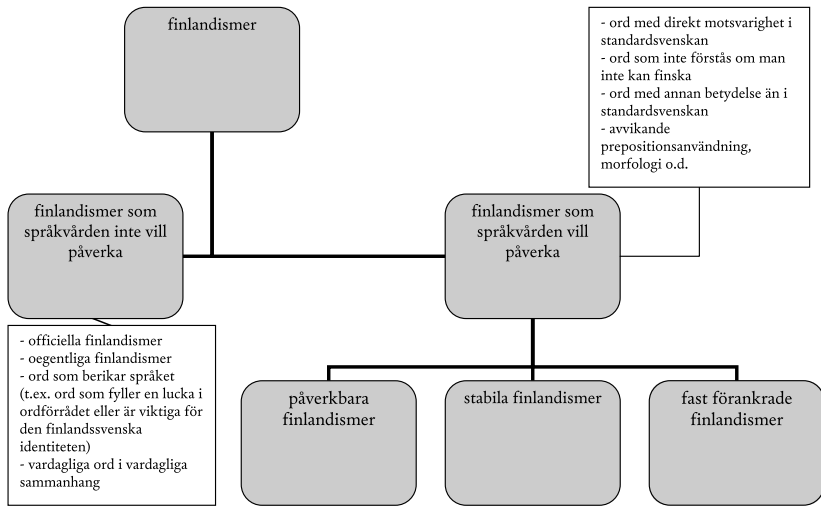 finlandismer
- ord med direkt motsvarighet i
standardsvenskan
- ord som inte förstås om man
inte kan finska
- ord med annan betydelse än i
standardsvenskan
- avvikande
prepositionsanvändning,
morfologi o.d.
finlandismer som
språkvården inte vill
påverka
finlandismer som
språkvården vill
påverka
- officiella finlandismer
- oegentliga finlandismer
- ord som berikar språket
(t.ex. ord som fyller en lucka i
ordförrådet eller är viktiga för
den finlandssvenska
identiteten)
- vardagliga ord i vardagliga
sammanhang
påverkbara
finlandismer
stabila finlandismer
fast förankrade
finlandismer